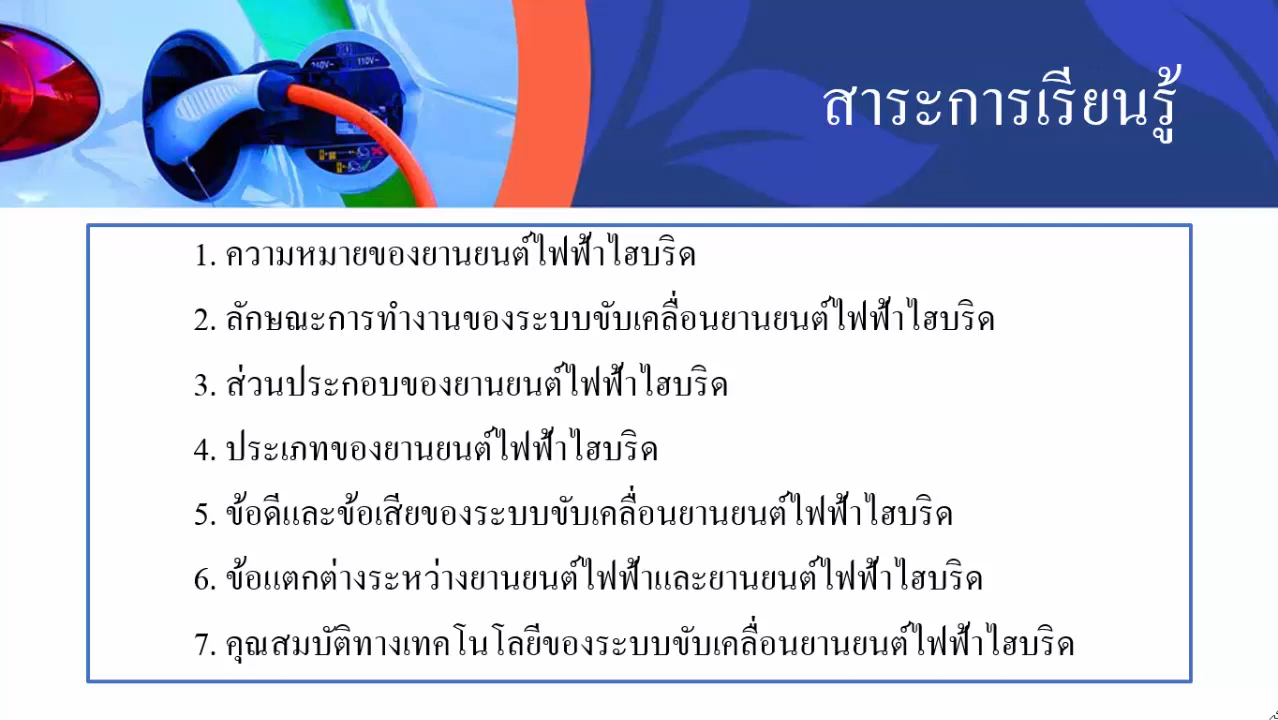 240V~ 110V~
สาระการเรียนรู้
1. ความหมายของยานยนต์ไฟฟ้าไฮบริด
2. ลักษณะการทำงานของระบบขับเคลื่อนยานยนต์ไฟฟ้าไฮบริด
3. ส่วนประกอบของยานยนต์ไฟฟ้าไฮบริด
4. ประเภทของยานยนต์ไฟฟ้าไฮบริด
5. ข้อดีและข้อเสียของระบบขับเคลื่อนยานยนต์ไฟฟ้าไฮบริด
6. ข้อแตกต่างระหว่างยานยนต์ไฟฟ้าและยานยนต์ไฟฟ้าไฮบริด
7. คุณสมบัติทางเทคโนโลยีของระบบขับเคลื่อนยานยนต์ไฟฟ้าไฮบริด